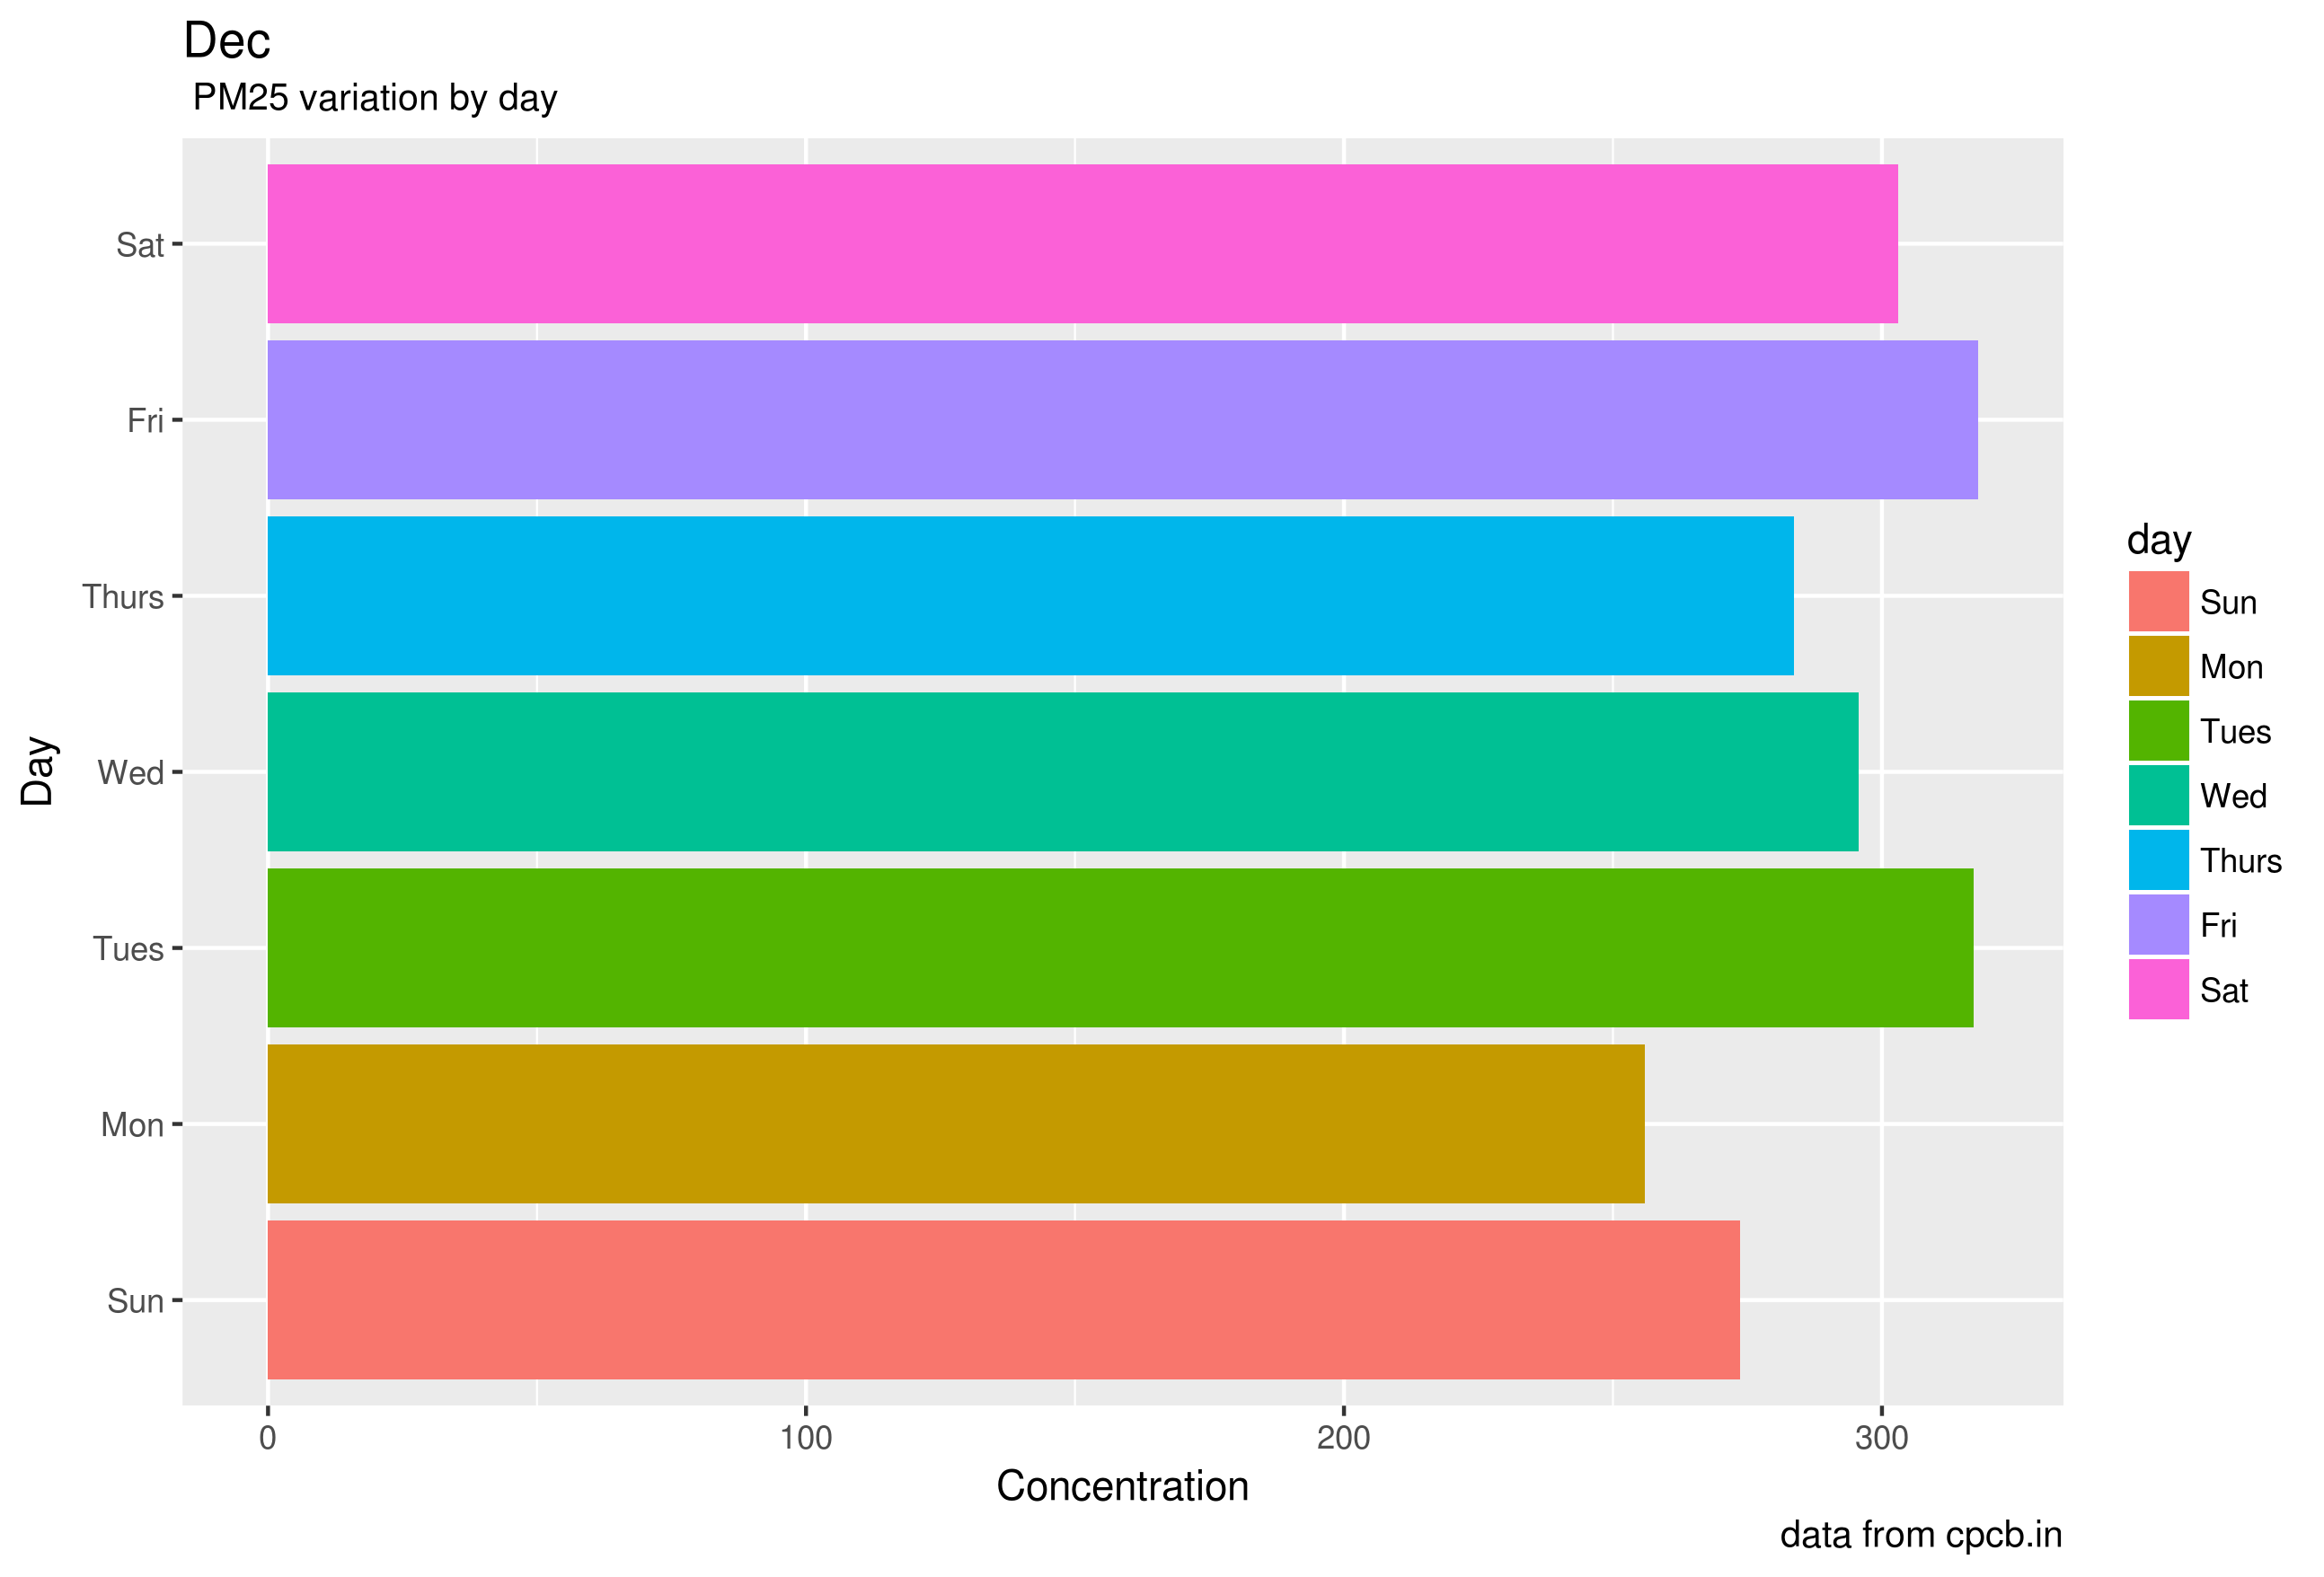 Dec
PM25 variation by day
Sat
Fri
Thurs
Wed
Tues
Mon
Sun
Day
0 100 200 300
Concentration
data from cpcb.in
day
Sun
Mon
Tues
Wed
Thurs
Fri
Sat